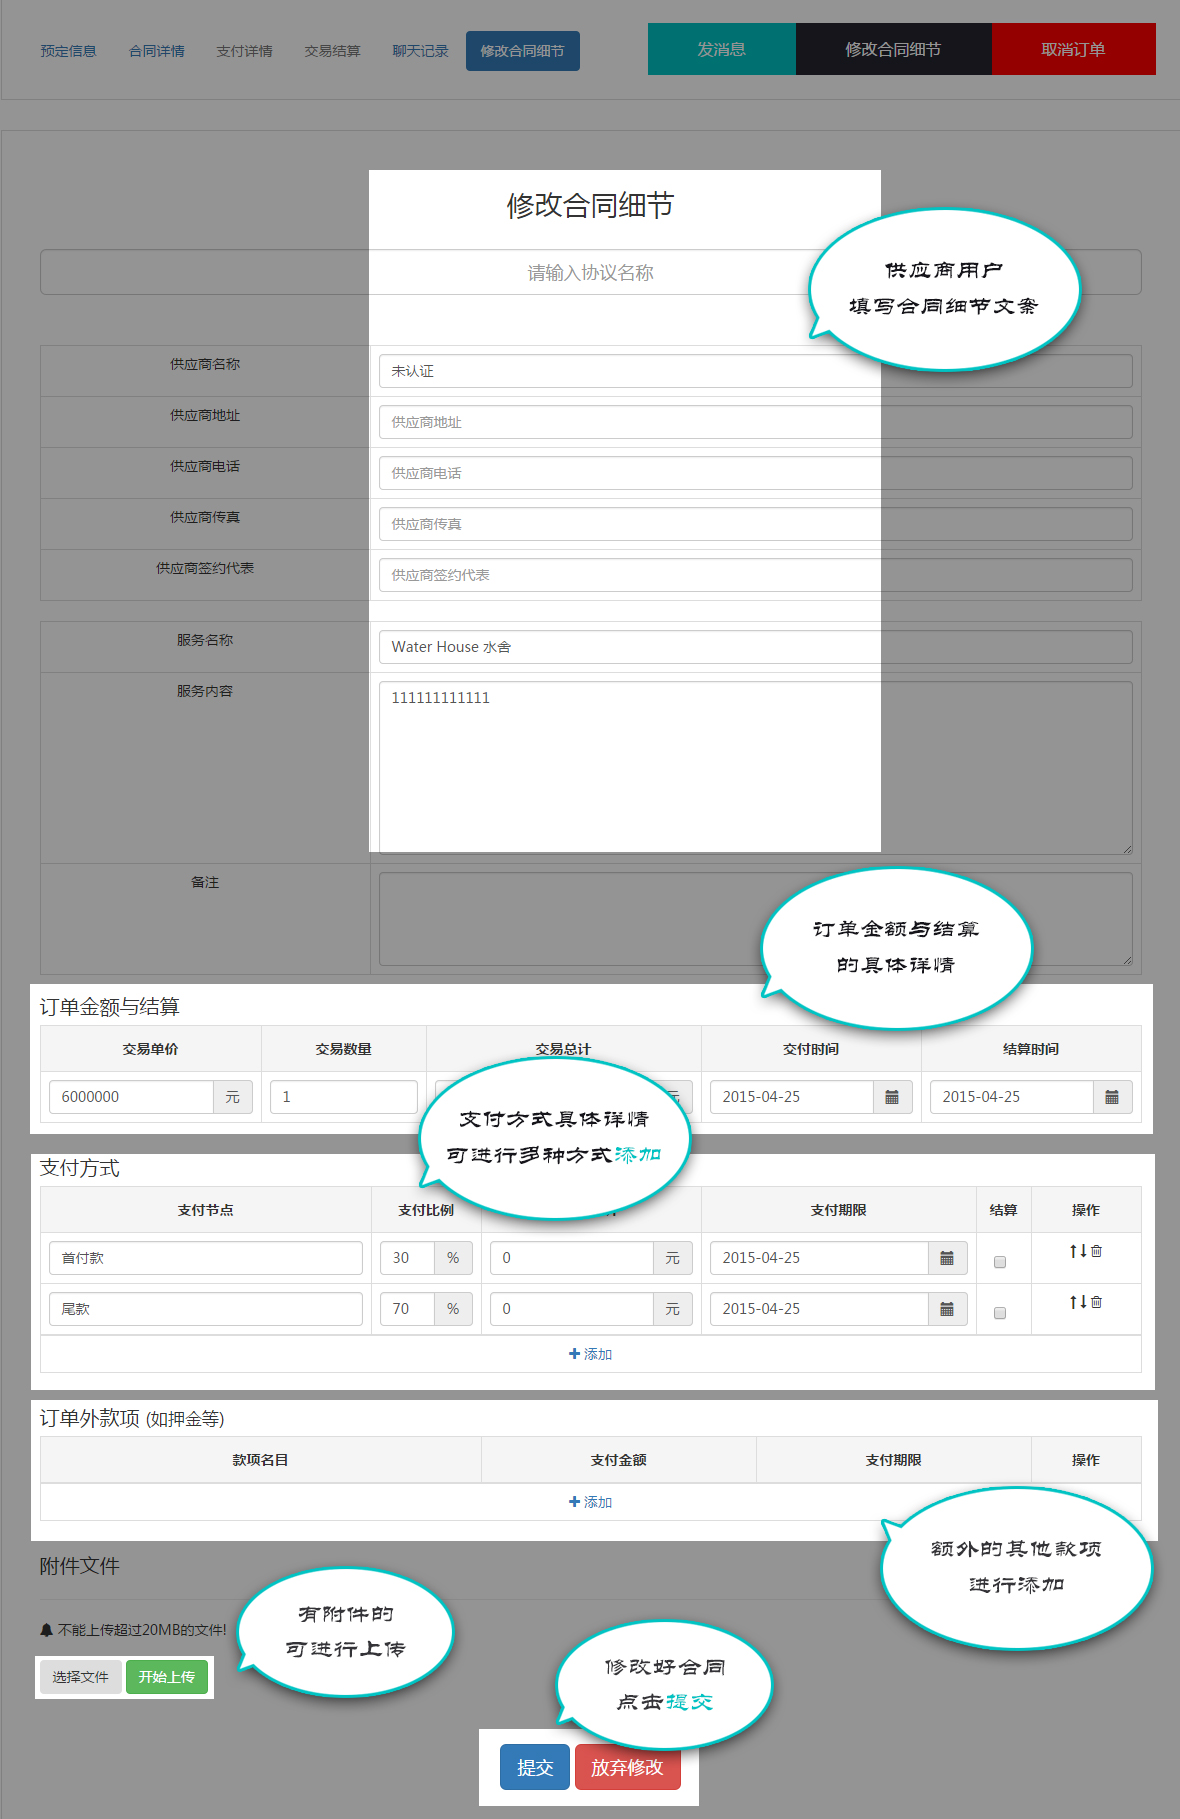 预定信息 合同详情 支付详情 交易结算 聊天记录 修改合同细节 发消息 修改合同细节 取消订单
修改合同细节
请输入协议名称
供应商用户
填写合同细节文案
供应商名称 未认证
供应商地址 供应商地址
供应商电话 供应商电话
供应商传真 供应商传真
供应商签约代表 供应商签约代表
服务名称 Water House 水舍
服务内容 111111111111
备注
订单金额与结算
的具体详情
订单金额与结算
交易单价 交易数量 交易总计 交付时间 结算时间
6000000 元 1 元 2015-04-25 2015-04-25
支付方式具体详情
可进行多种方式添加
支付方式
支付节点 支付比例 支付期限 结算 操作
首付款 30 % 0 元 2015-04-25
尾款 70 % 0 元 2015-04-25
添加
订单外款项 (如押金等)
款项名目 支付金额 支付期限 操作
添加
额外的其他款项
进行添加
附件文件
不能上传超过20MB的文件!
选择文件 开始上传
有附件的
可进行上传
修改好合同
点击提交
提交 放弃修改